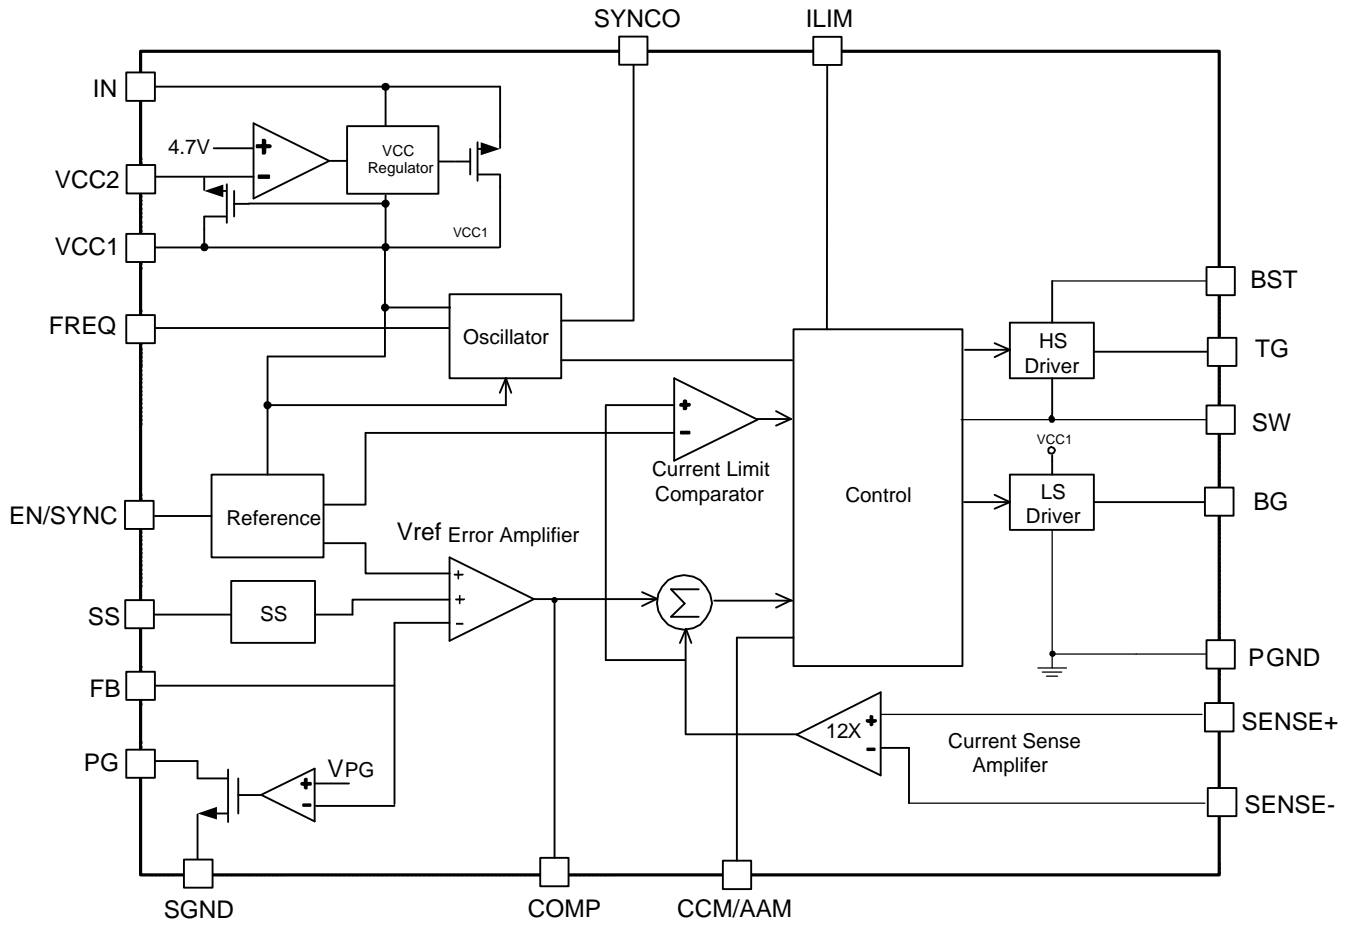 SYNCO
ILIM
IN
4.7V
+
-
VCC
Regulator
VCC2
VCC1
VCC1
FREQ
Oscillator
BST
HS
Driver
TG
+
-
SW
VCC1
Current Limit
Comparator
Control
LS
Driver
BG
EN/SYNC
Reference
Vref Error Amplifier
+
+
-
SS
SS
Σ
FB
PGND
PG
VPG
+
-
12X
+
-
Current Sense
Amplifer
SENSE+
SENSE-
SGND
COMP
CCM/AAM